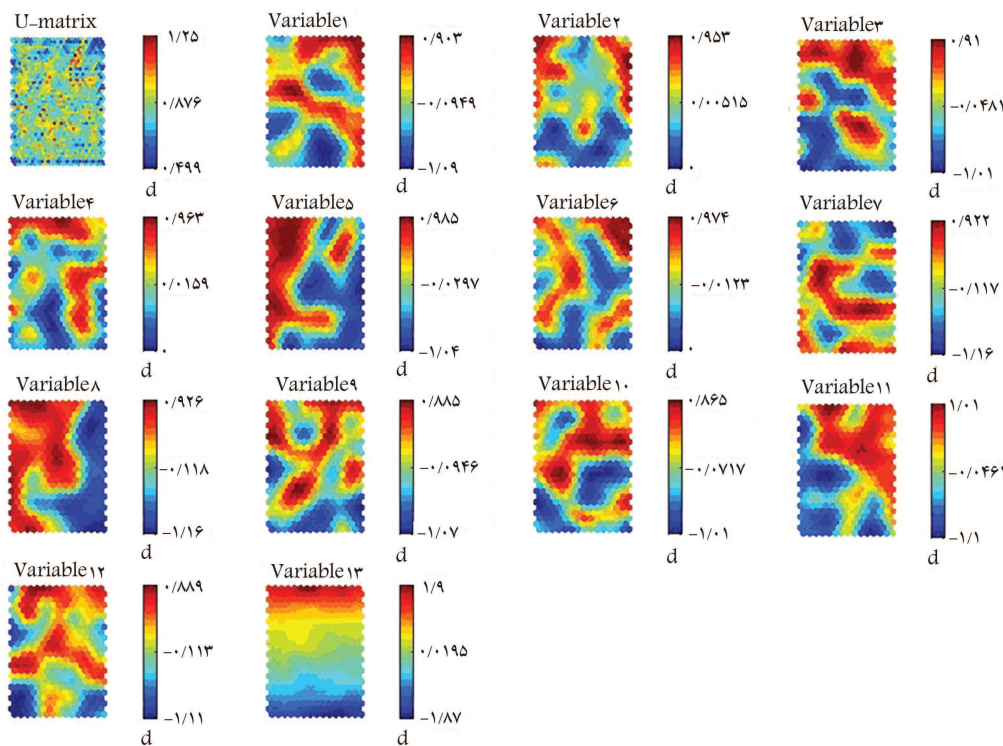 U-matrix
۱/۲۵
۰/۸۷۶
۰/۴۹۹
d
Variable۱
۰/۹۰۳
-۰/۰۹۴۹
-۱/۰۹
d
Variable۲
۰/۹۵۳
۰/۰۰۵۱۵
۰
d
Variable۳
۰/۹۱
-۰/۰۴۸۱
-۱/۰۱
d
Variable۴
۰/۹۶۳
۰/۰۱۵۹
۰
d
Variable۵
۰/۹۸۵
-۰/۰۲۹۷
-۱/۰۴
d
Variable۶
۰/۹۷۴
-۰/۰۱۲۳
۰
d
Variable۷
۰/۹۲۲
-۰/۱۱۷
-۱/۱۶
d
Variable۸
۰/۹۲۶
-۰/۱۱۸
-۱/۱۶
d
Variable۹
۰/۸۸۵
-۰/۰۹۴۶
-۱/۰۷
d
Variable۱۰
۰/۸۶۵
-۰/۰۷۱۷
-۱/۰۱
d
Variable۱۱
۱/۰۱
-۱/۱
d
Variable۱۲
۰/۸۸۹
-۰/۱۱۳
-۱/۱۱
d
Variable۱۳
۱/۹
۰/۰۱۹۵
-۱/۸۷
d